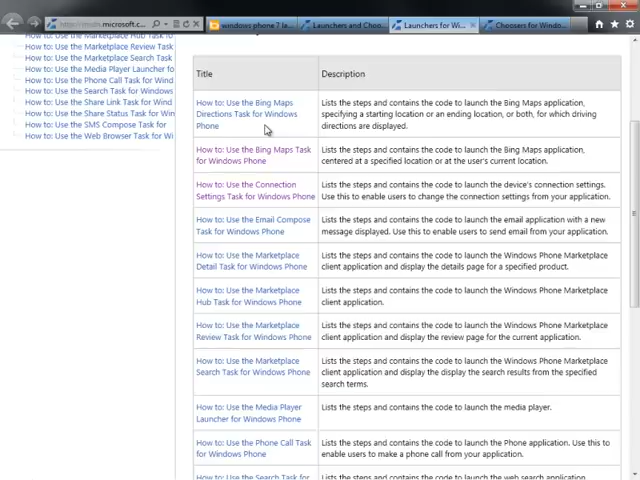 http://msdn.microsoft.c...
windows phone 7 la...
Launchers and Choo...
Launchers for Wi...
Choosers for Windo...
How to: Use the Marketplace Hub Task fo
How to: Use the Marketplace Review Task
How to: Use the Marketplace Search Task
How to: Use the Media Player Launcher fo
How to: Use the Phone Call Task for Wind
How to: Use the Search Task for Windows
How to: Use the Share Link Task for Wind
How to: Use the Share Status Task for Win
How to: Use the SMS Compose Task for
How to: Use the Web Browser Task for Wi
Title
Description
How to: Use the Bing Maps
Directions Task for Windows
Phone
Lists the steps and contains the code to launch the Bing Maps application,
specifying a starting location or an ending location, or both, for which driving
directions are displayed.
How to: Use the Bing Maps Task
for Windows Phone
Lists the steps and contains the code to launch the Bing Maps application,
centered at a specified location or at the user's current location.
How to: Use the Connection
Settings Task for Windows Phone
Lists the steps and contains the code to launch the device's connection settings.
Use this to enable users to change the connection settings from your application.
How to: Use the Email Compose
Task for Windows Phone
Lists the steps and contains the code to launch the email application with a new
message displayed. Use this to enable users to send email from your application.
How to: Use the Marketplace
Detail Task for Windows Phone
Lists the steps and contains the code to launch the Windows Phone Marketplace
client application and display the details page for a specified product.
How to: Use the Marketplace
Hub Task for Windows Phone
Lists the steps and contains the code to launch the Windows Phone Marketplace
client application.
How to: Use the Marketplace
Review Task for Windows Phone
Lists the steps and contains the code to launch the Windows Phone Marketplace
client application and display the review page for the current application.
How to: Use the Marketplace
Search Task for Windows Phone
Lists the steps and contains the code to launch the Windows Phone Marketplace
client application and display the display the search results from the specified
search terms.
How to: Use the Media Player
Launcher for Windows Phone
Lists the steps and contains the code to launch the media player.
How to: Use the Phone Call Task
for Windows Phone
Lists the steps and contains the code to launch the Phone application. Use this to
enable users to make a phone call from your application.
How to: Use the Search Task for
Lists the steps and contains the code to launch the web search application.